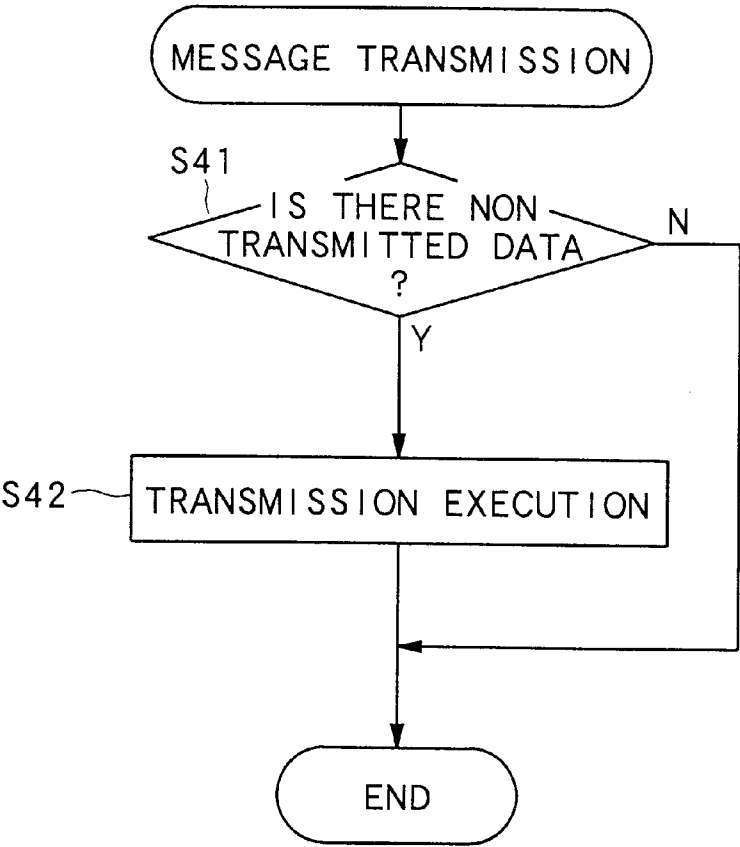 MESSAGE TRANSMISSION
S41
IS THERE NON
N
TRANSMITTED DATA
?
Y
S42
TRANSMISSION EXECUTION
END